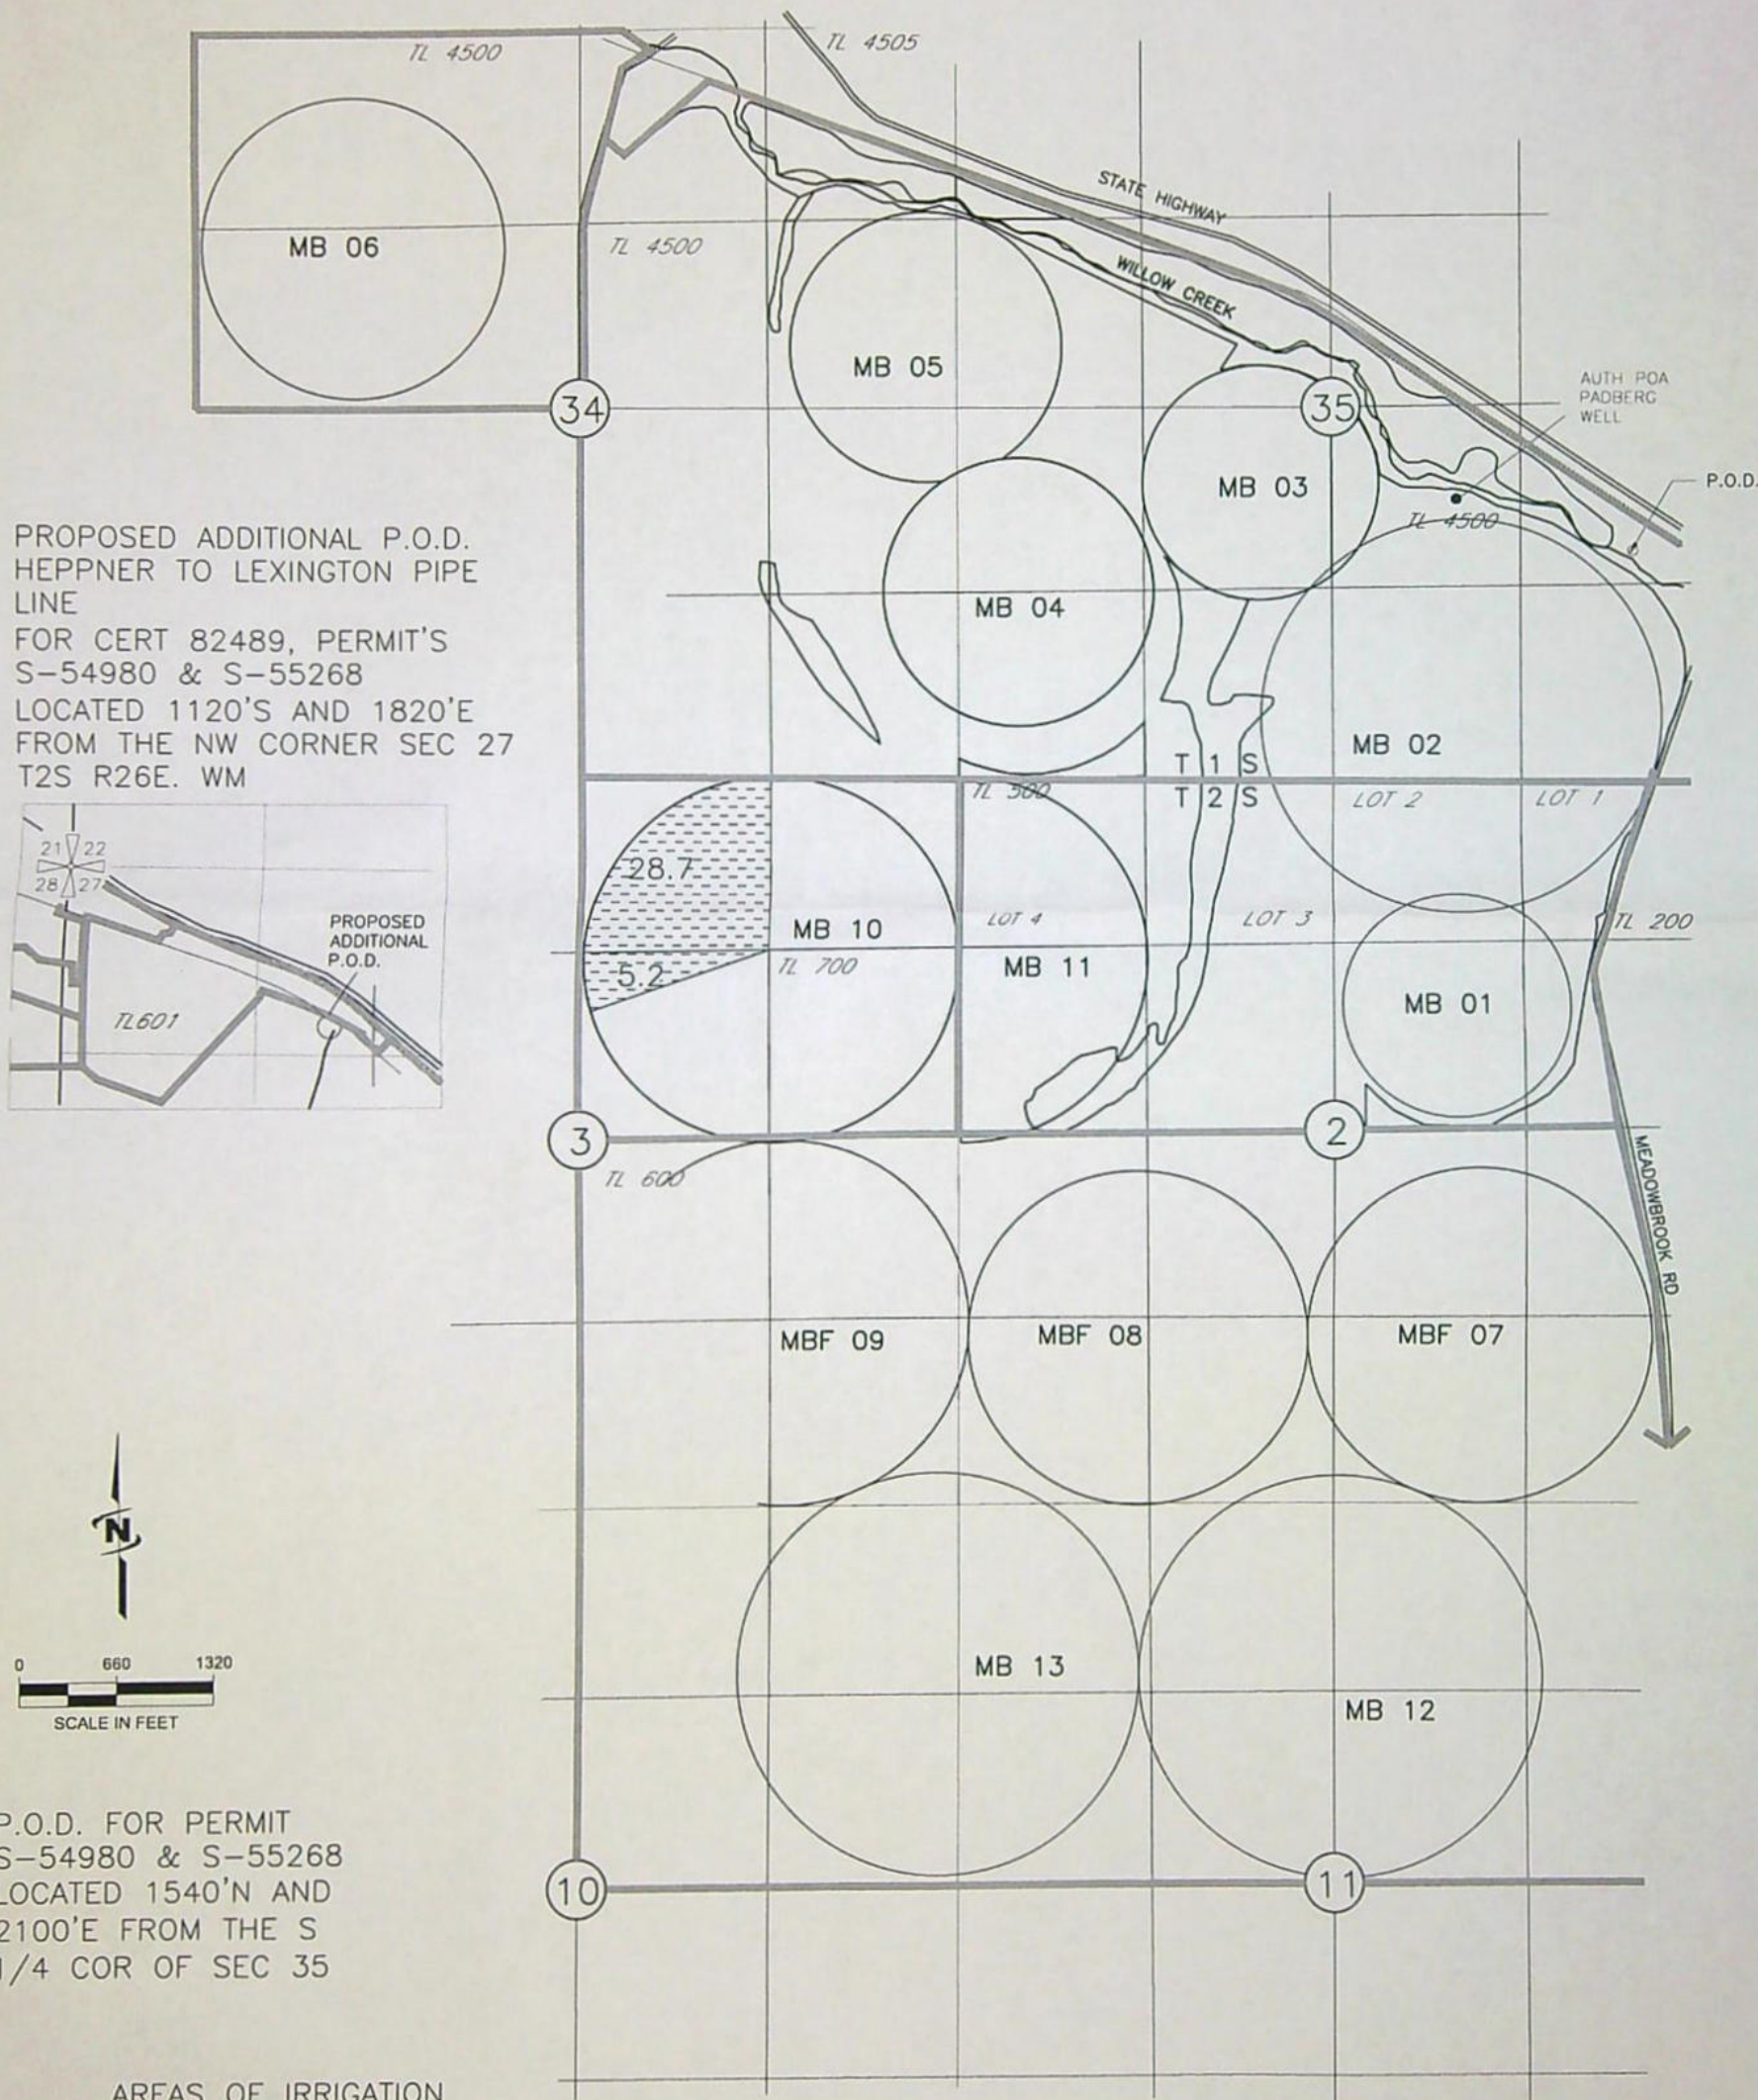 TL 4500
TL 4505
STATE HIGHWAY
MB 06
TL 4500
WILLOW CREEK
MB 05
34
35
AUTH POA
PADBERG
WELL
MB 03
P.O.D.
TL 4500
PROPOSED ADDITIONAL P.O.D.
HEPPNER TO LEXINGTON PIPE
LINE
FOR CERT 82489, PERMIT'S
S-54980 & S-55268
LOCATED 1120'S AND 1820'E
FROM THE NW CORNER SEC 27
T2S R26E. WM
MB 04
MB 02
T 1 S
T 2 S
TL 500
LOT 2
LOT 1
21 22
28 27
PROPOSED
ADDITIONAL
P.O.D.
TL601
28.7
MB 10
LOT 4
LOT 3
TL 200
5.2
TL 700
MB 11
MB 01
3
2
TL 600
MEADOWBROOK RD
MBF 09
MBF 08
MBF 07
N
0 660 1320
SCALE IN FEET
MB 13
MB 12
P.O.D. FOR PERMIT
S-54980 & S-55268
LOCATED 1540'N AND
2100'E FROM THE S
1/4 COR OF SEC 35
10
11
AREAS OF IRRIGATION